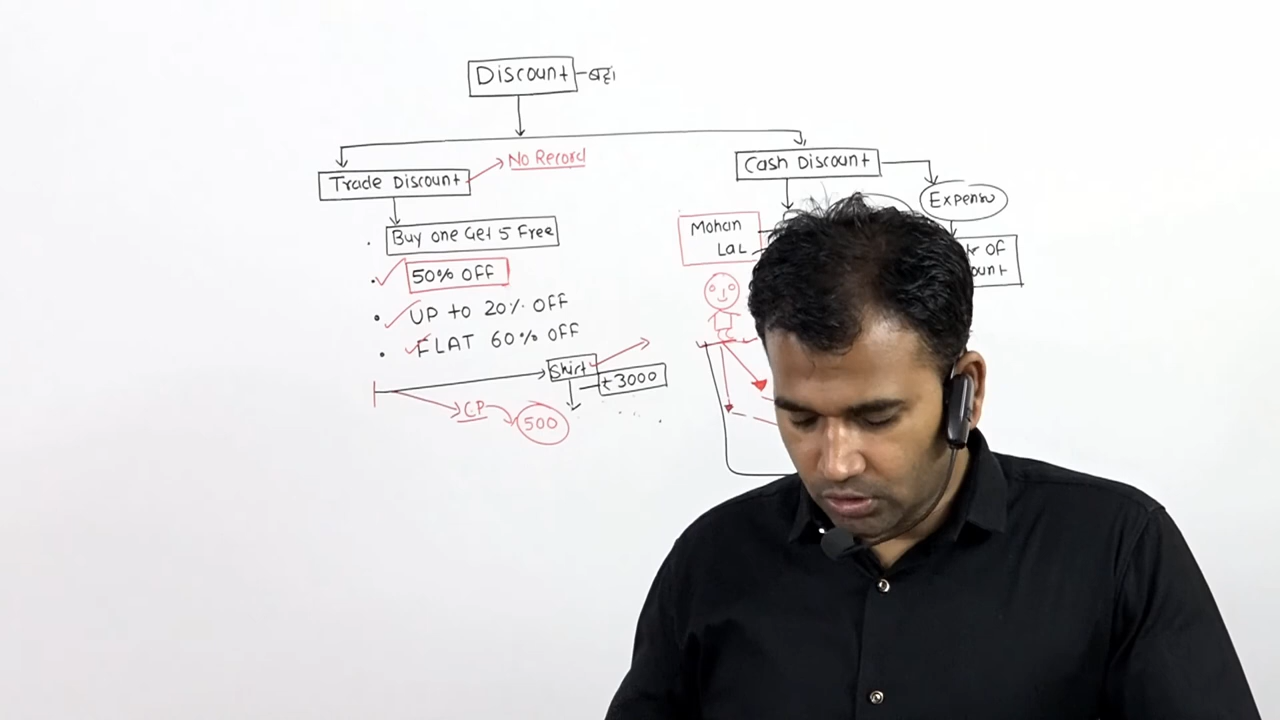 Discount
Trade Discount
No Record
Buy one Get 5 Free
50% OFF
UP to 20% OFF
FLAT 60% OFF
Shirt
₹3000
CP
500
Cash Discount
Mohan
Lal
OF